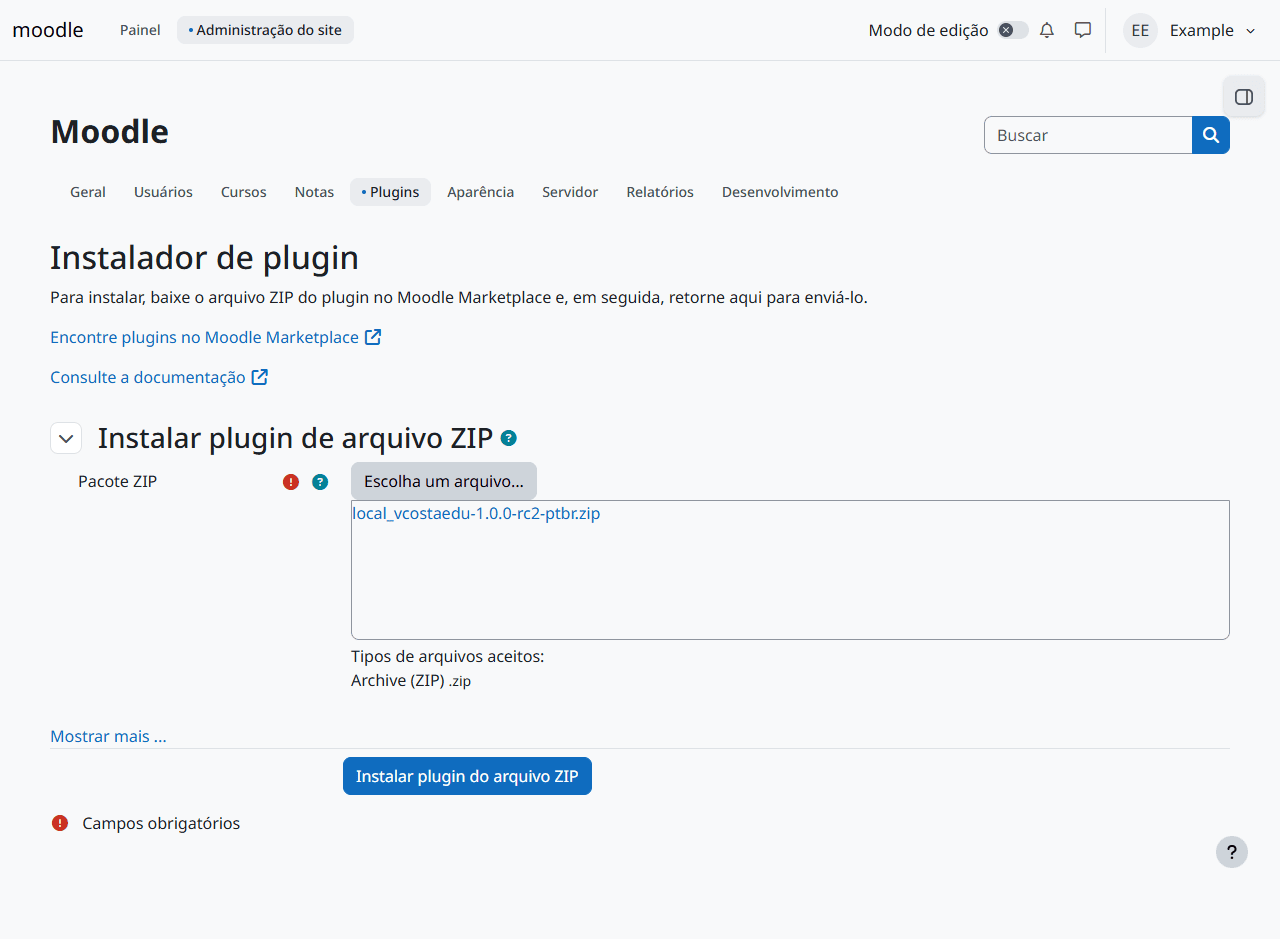 moodle
Painel
Administração do site
Modo de edição
EE
Example
Moodle
Buscar
Geral
Usuários
Cursos
Notas
Plugins
Aparência
Servidor
Relatórios
Desenvolvimento
Instalador de plugin
Para instalar, baixe o arquivo ZIP do plugin no Moodle Marketplace e, em seguida, retorne aqui para enviá-lo.
Encontre plugins no Moodle Marketplace
Consulte a documentação
Instalar plugin de arquivo ZIP ?
Pacote ZIP ! ?
Escolha um arquivo...
local_vcostaedu-1.0.0-rc2-ptbr.zip
Tipos de arquivos aceitos:
Archive (ZIP) .zip
Mostrar mais ...
Instalar plugin do arquivo ZIP
! Campos obrigatórios
?